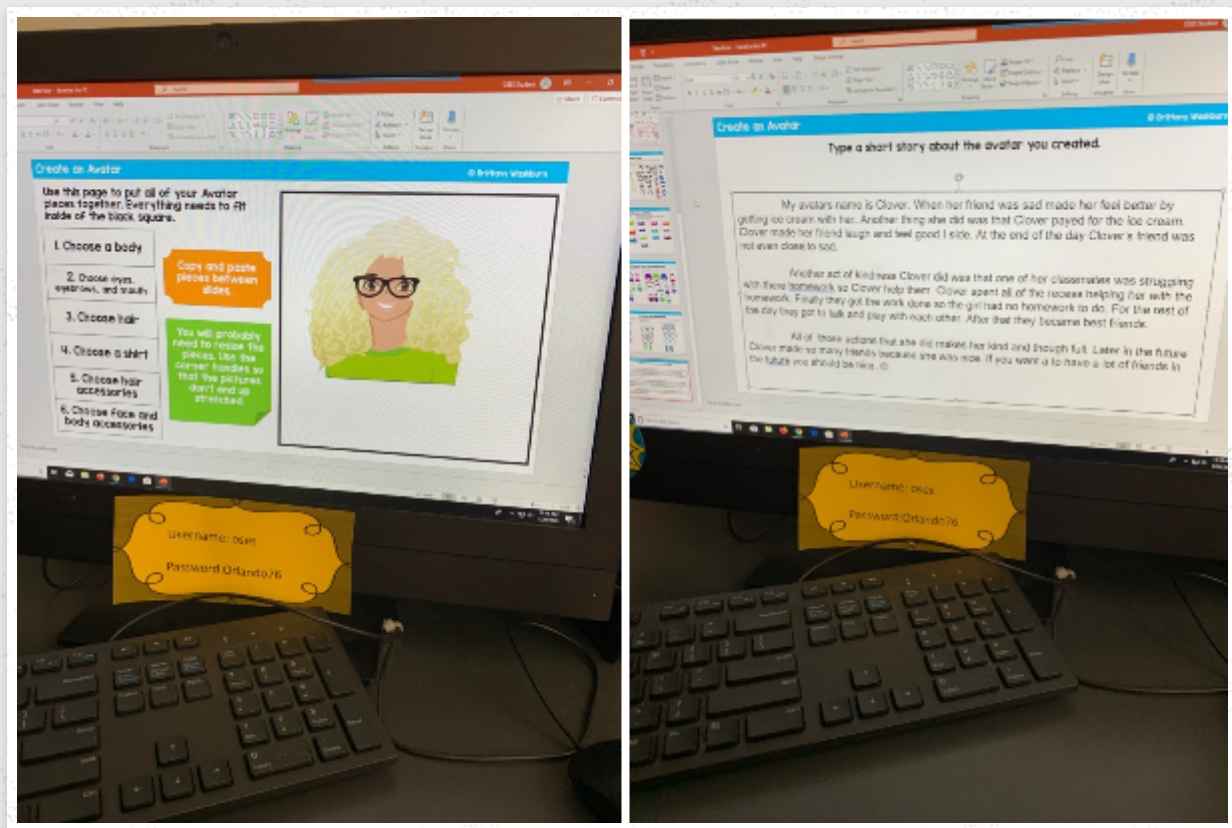 Create an Avatar
© Brittany Washburn
Use this page to put all of your Avatar
pieces together. Everything needs to fit
inside of the black square.
1. Choose a body
2. Choose eyes,
eyebrows, and mouth
3. Choose hair
4. Choose a shirt
5. Choose hair
accessories
6. Choose face and
body accessories
Copy and paste
pieces between
slides.
You will probably
need to resize the
pieces. Use the
corner handles so
that the pictures
don't end up
stretched.
Username: oses
Password:Orlando76
Create an Avatar
© Brittany Washburn
Type a short story about the avatar you created.
My avatars name is Clover. When her friend was sad made her feel better by
getting ice cream with her. Another thing she did was that Clover payed for the ice cream.
Clover made her friend laugh and feel good I side. At the end of the day Clover's friend was
not even close to sad.
Another act of kindness Clover did was that one of her classmates was struggling
with there homework so Clover help them. Clover spent all of the recess helping her with the
homework. Finally they got the work done so the girl had no homework to do. For the rest of
the day they got to talk and play with each other. After that they became best friends.
All of those actions that she did makes her kind and though full. Later in the future
Clover made so many friends because she was nice. If you want a to have a lot of friends in
the future you should be nice.
Username: oses
Password:Orlando76